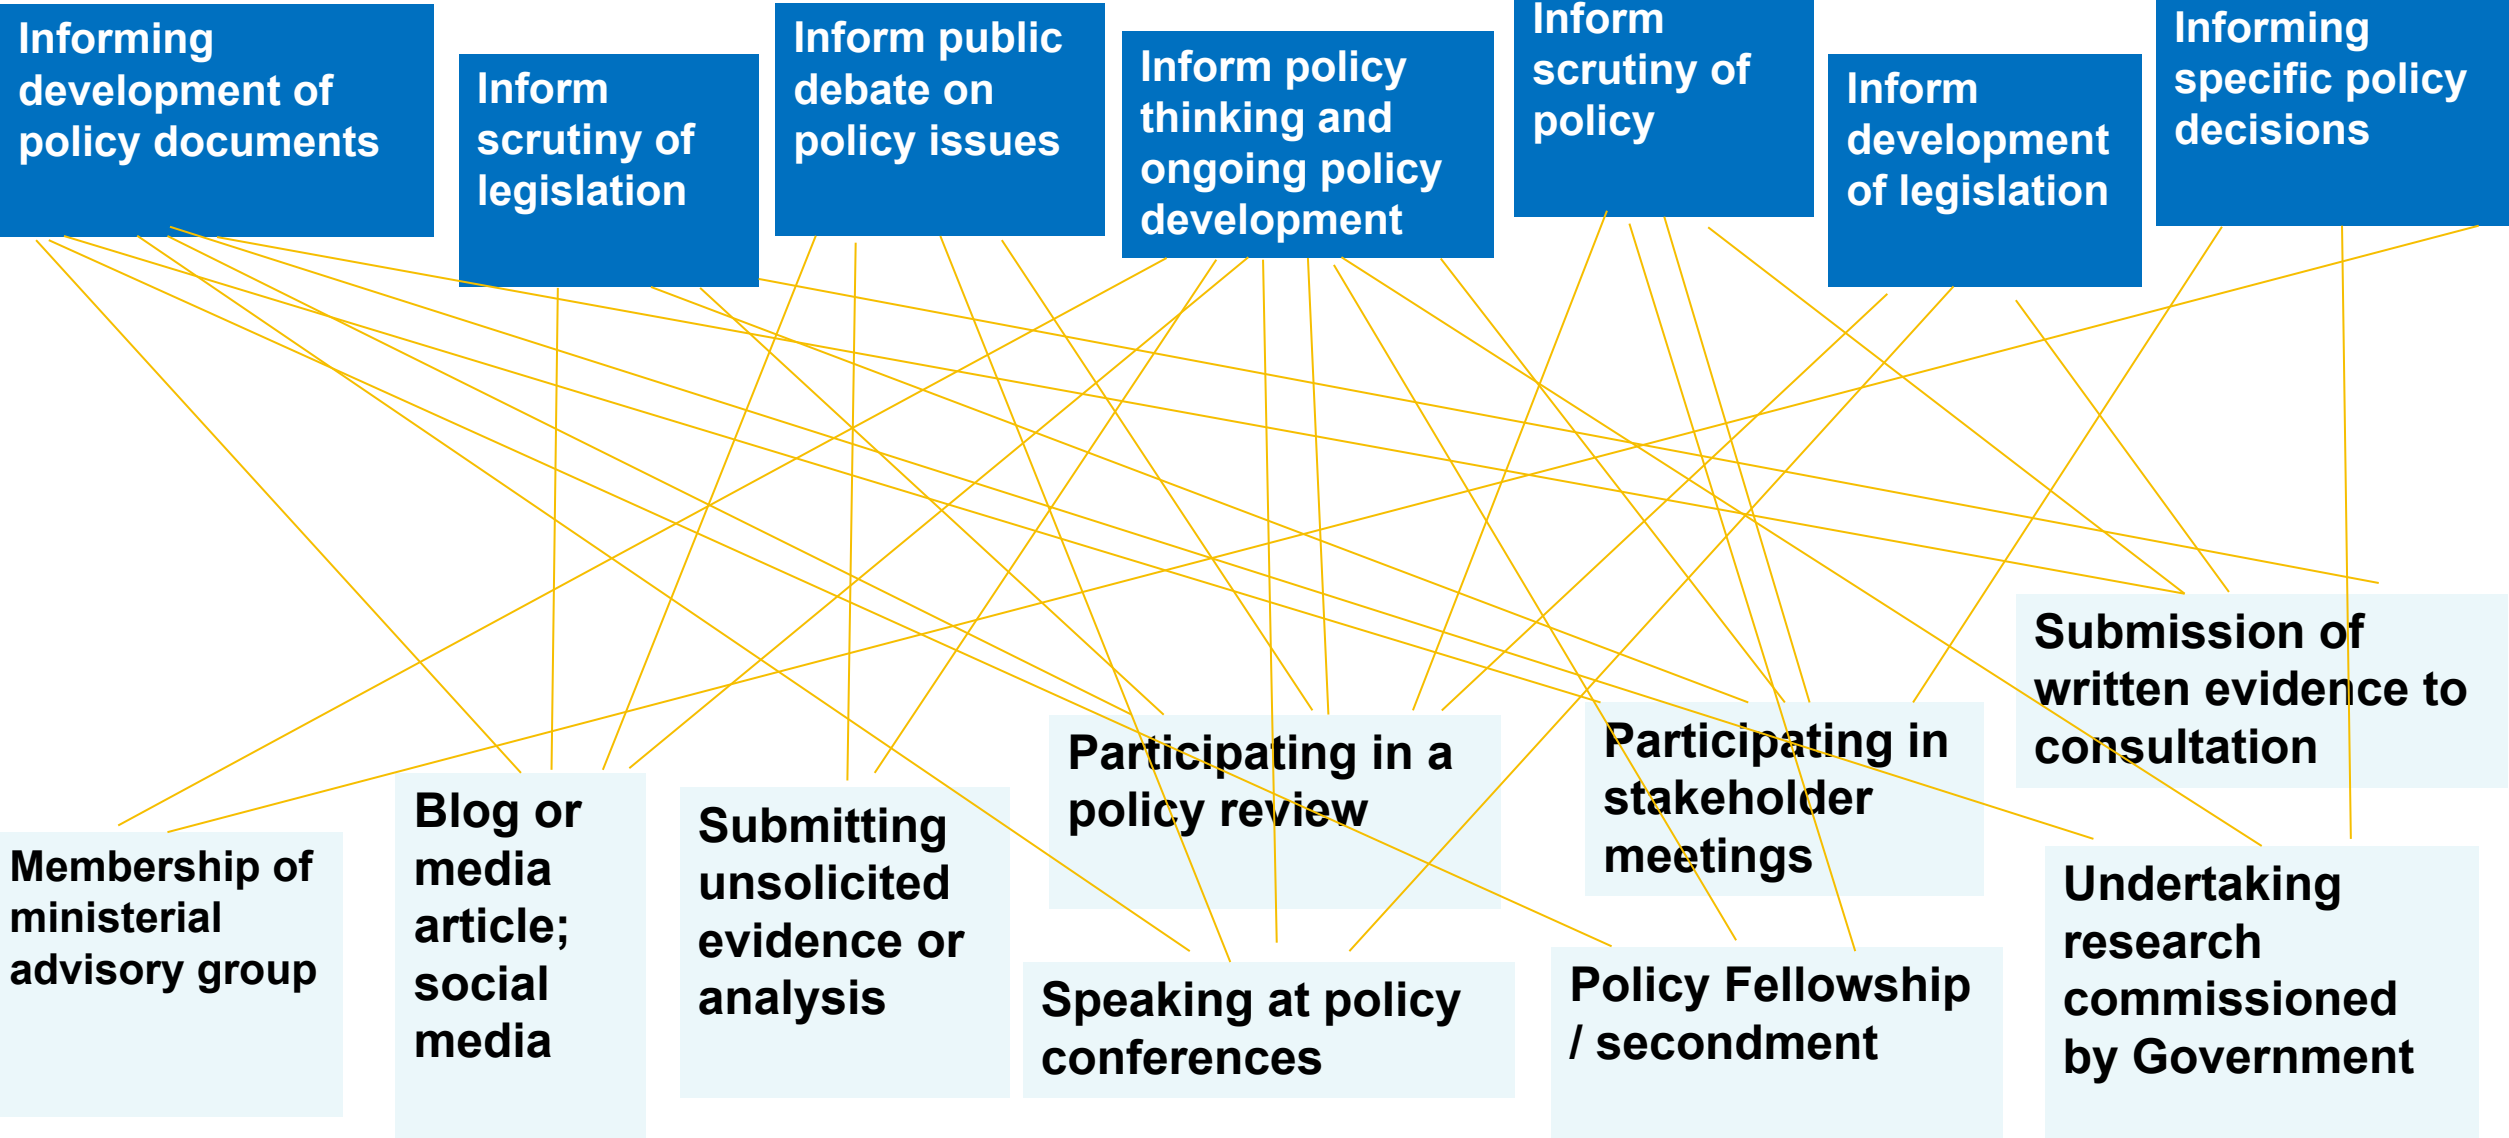 Informing
development of
policy documents
Inform
scrutiny of
legislation
Inform public
debate on
policy issues
Inform policy
thinking and
ongoing policy
development
Inform
scrutiny of
policy
Inform
development
of legislation
Informing
specific policy
decisions
Membership of
ministerial
advisory group
Blog or
media
article;
social
media
Submitting
unsolicited
evidence or
analysis
Participating in a
policy review
Speaking at policy
conferences
Participating in
stakeholder
meetings
Policy Fellowship
/ secondment
Submission of
written evidence to
consultation
Undertaking
research
commissioned
by Government